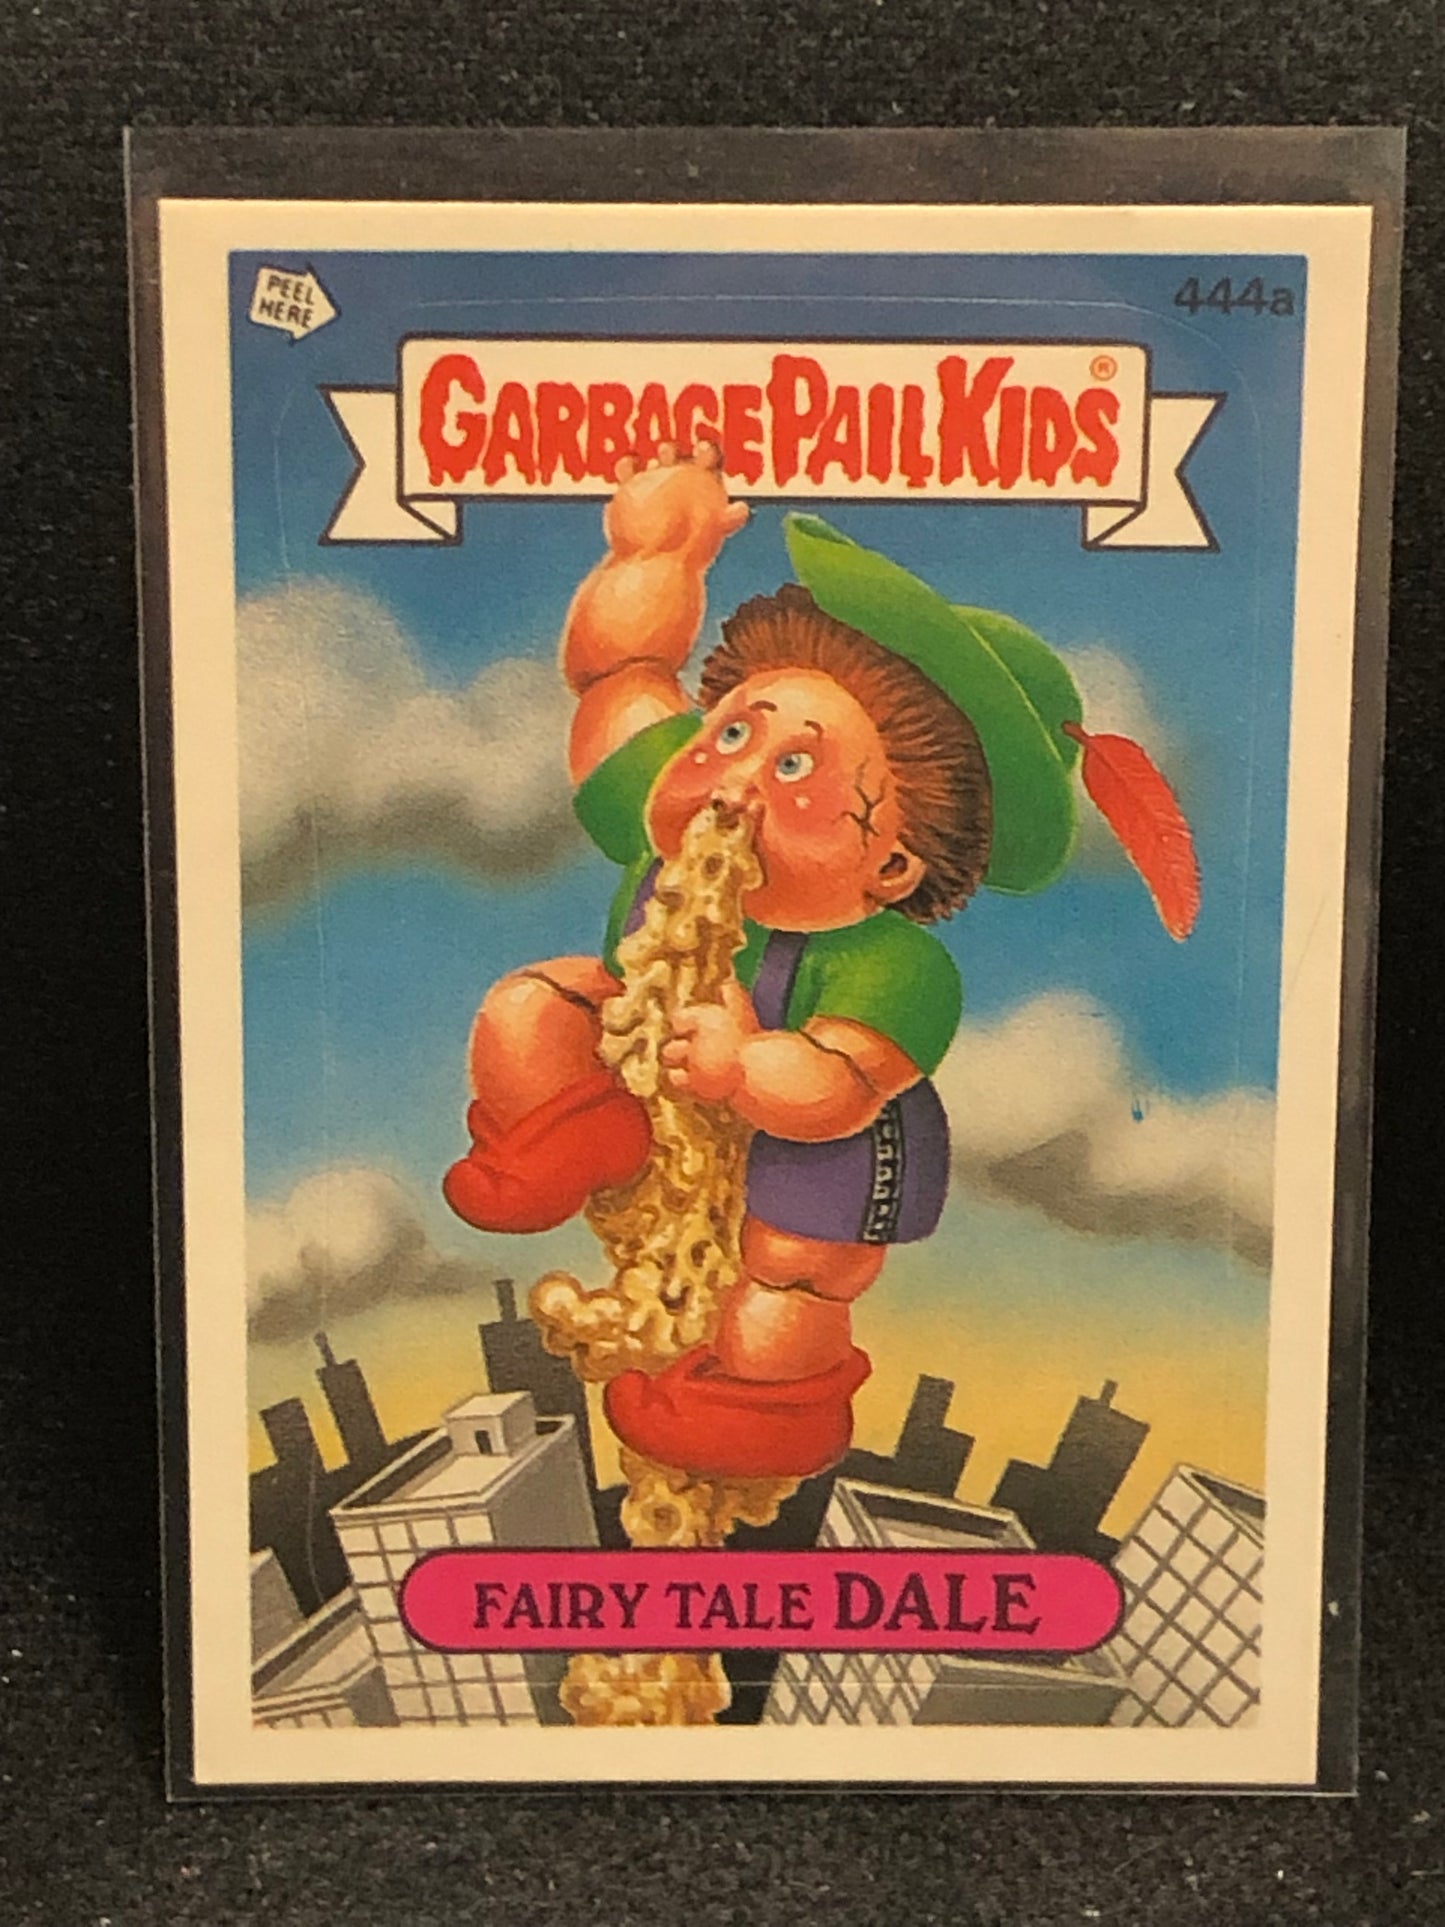 PEEL
HERE
444a
GARBAGE PAIL KIDS®
FAIRY TALE DALE